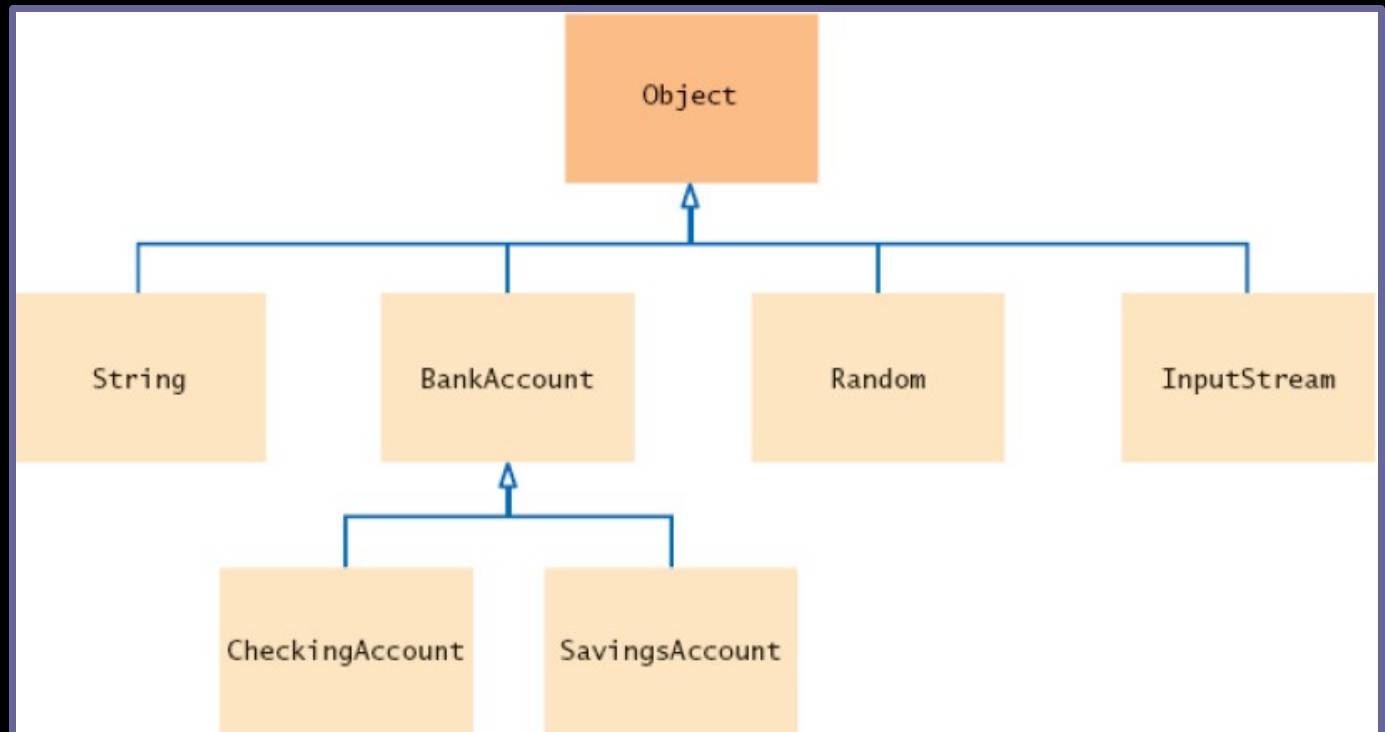 Object
String
BankAccount
Random
InputStream
CheckingAccount
SavingsAccount